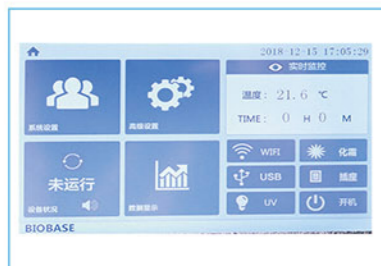 2018-12-15 17:05:29
实时监控
温度: 21.6 ℃
TIME: 0 H 0 M
系统设置
高级设置
未运行
设备状况
数据显示
WIFI
化霜
USB
UV
开机
BIOBASE